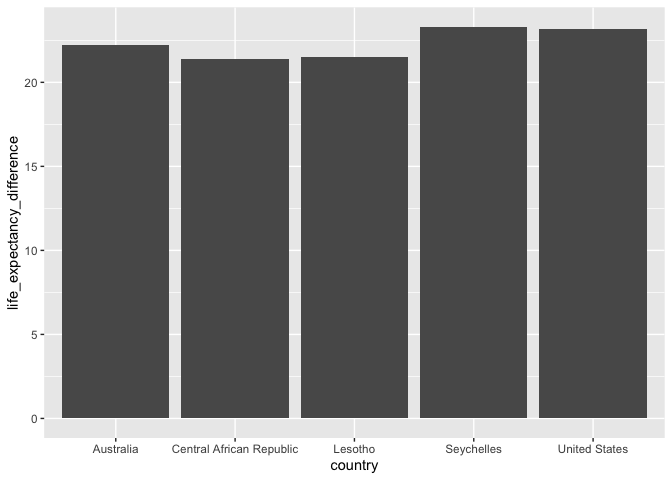 life_expectancy_difference
20
15
10
5
0
Australia Central African Republic Lesotho Seychelles United States
country